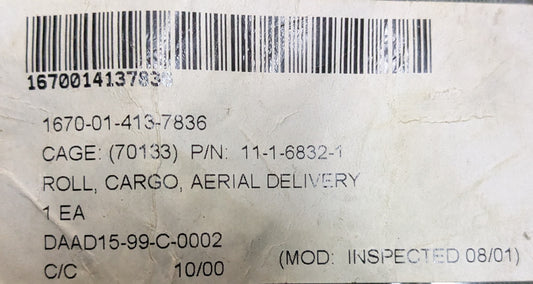 1670014137836
1670-01-413-7836
CAGE: (70133) P/N: 11-1-6832-1
ROLL, CARGO, AERIAL DELIVERY
1 EA
DAAD15-99-C-0002
C/C 10/00 (MOD: INSPECTED 08/01)